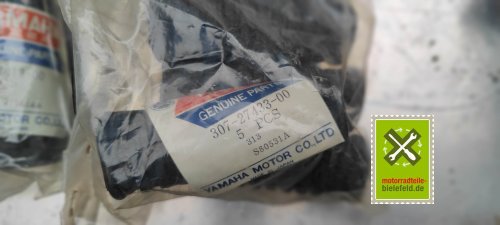 GENUINE PARTS
307-27423-00
5 PCS
313
S80531A
YAMAHA MOTOR CO.,LTD
motorradteile-
bielefeld.de